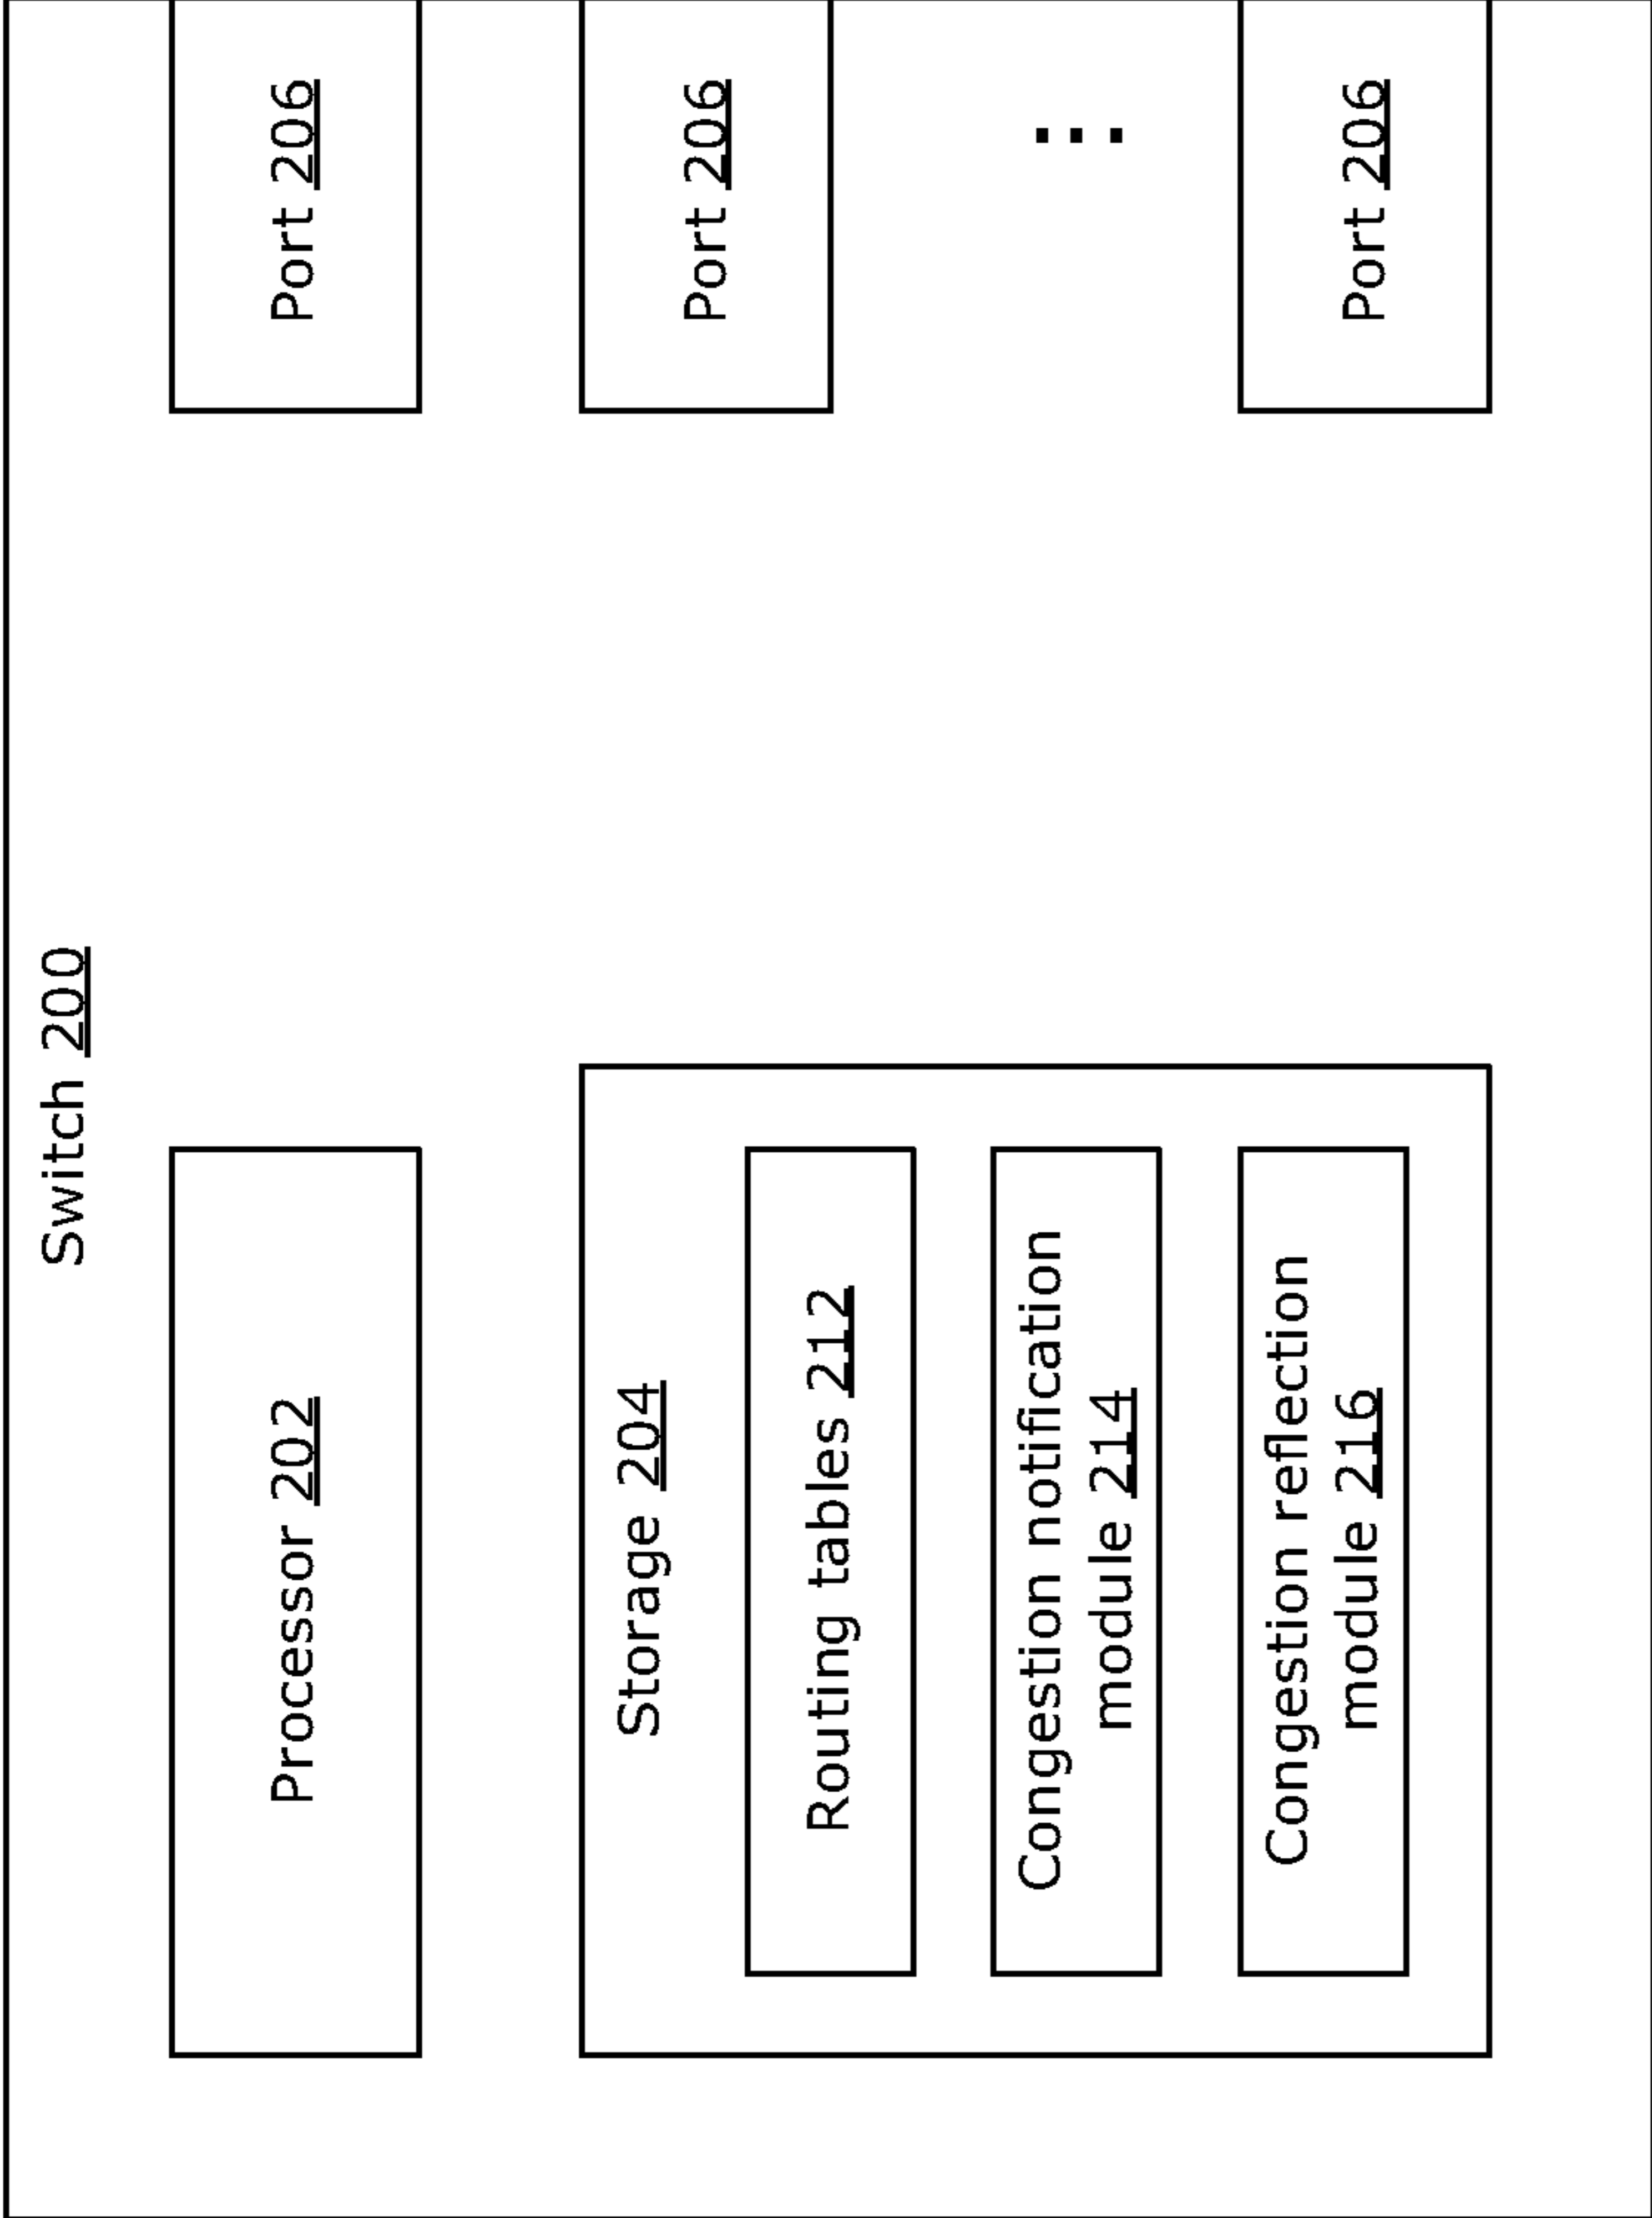 Switch 200
Processor 202
Storage 204
Routing tables 212
Congestion notification
module 214
Congestion reflection
module 216
Port 206
Port 206
Port 206